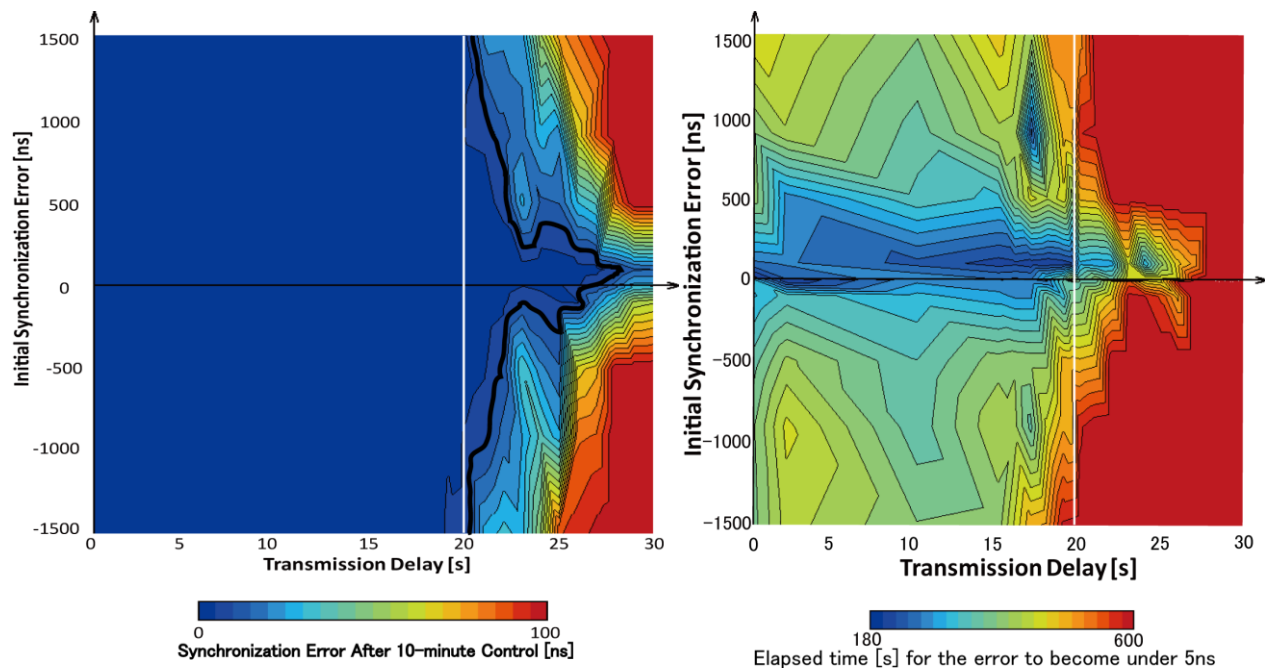 Initial Synchronization Error [ns]
1500
1000
500
0
-500
-1000
-1500
0 5 10 15 20 25 30
Transmission Delay [s]
0 100
Synchronization Error After 10-minute Control [ns]
Initial Synchronization Error [ns]
1500
1000
500
0
−500
−1000
−1500
0 5 10 15 20 25 30
Transmission Delay [s]
180 600
Elapsed time [s] for the error to become under 5ns